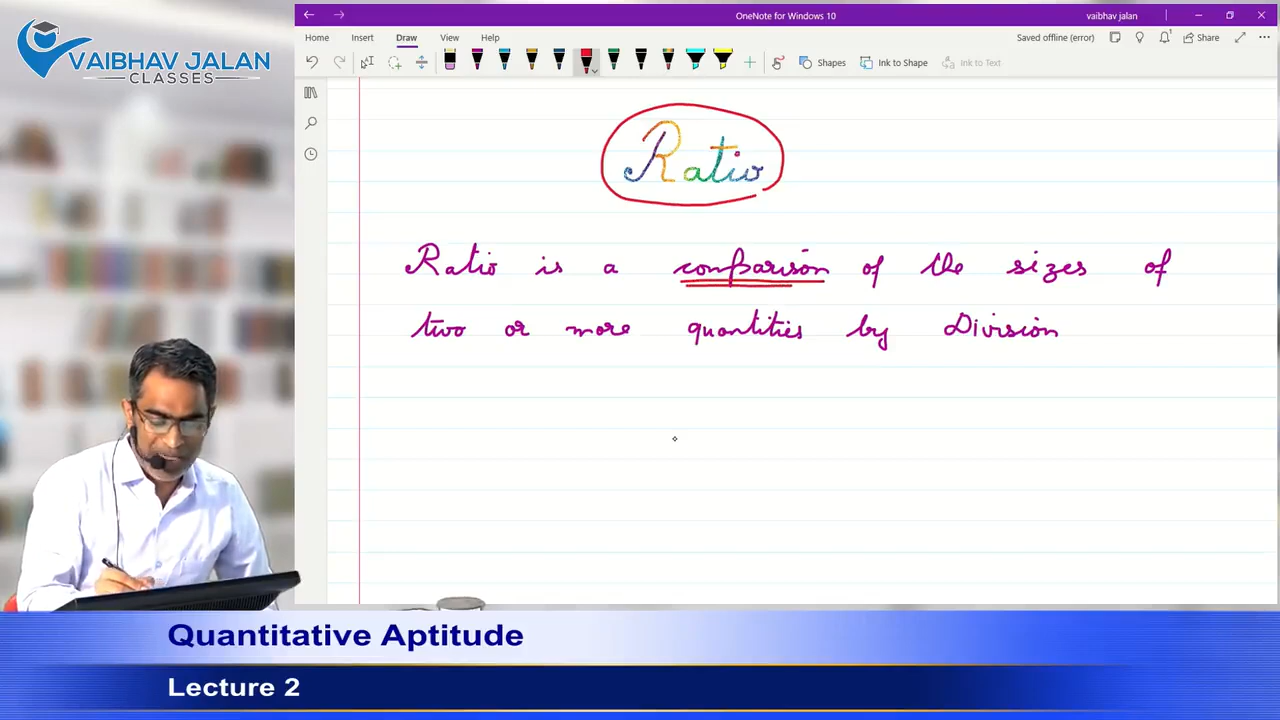 OneNote for Windows 10
vaibhav jalan
VAIBHAV JALAN
CLASSES
Home Insert Draw View Help
Saved offline (error)
Share
Shapes
Ink to Shape
Ink to Text
Ratio
Ratio is a comparison of the sizes of
two or more quantities by Division
Quantitative Aptitude
Lecture 2